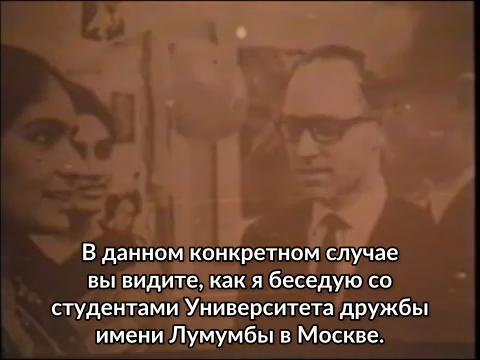 В данном конкретном случае
вы видите, как я беседую со
студентами Университета дружбы
имени Лумумбы в Москве.